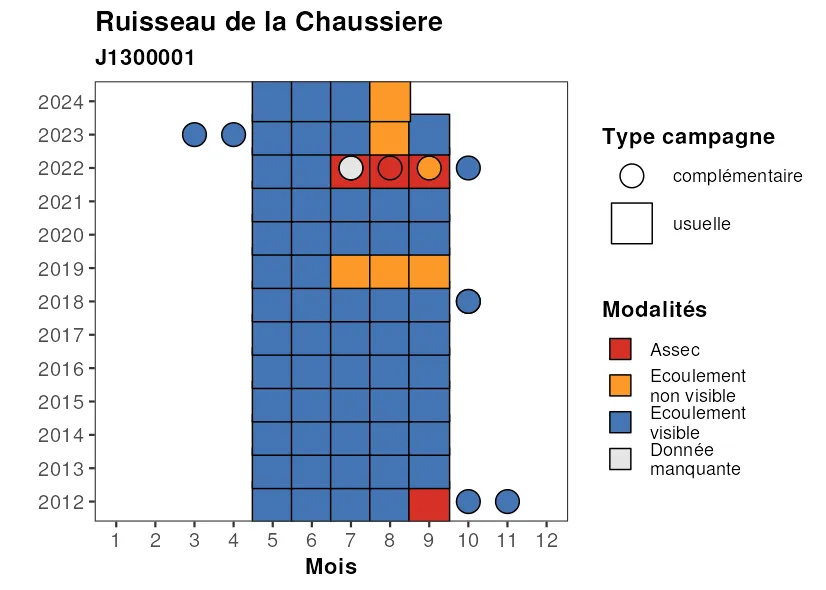 Ruisseau de la Chaussiere
J1300001
2024
2023
2022
2021
2020
2019
2018
2017
2016
2015
2014
2013
2012
1 2 3 4 5 6 7 8 9 10 11 12
Mois
Type campagne
complémentaire
usuelle
Modalités
Assec
Ecoulement
non visible
Ecoulement
visible
Donnée
manquante